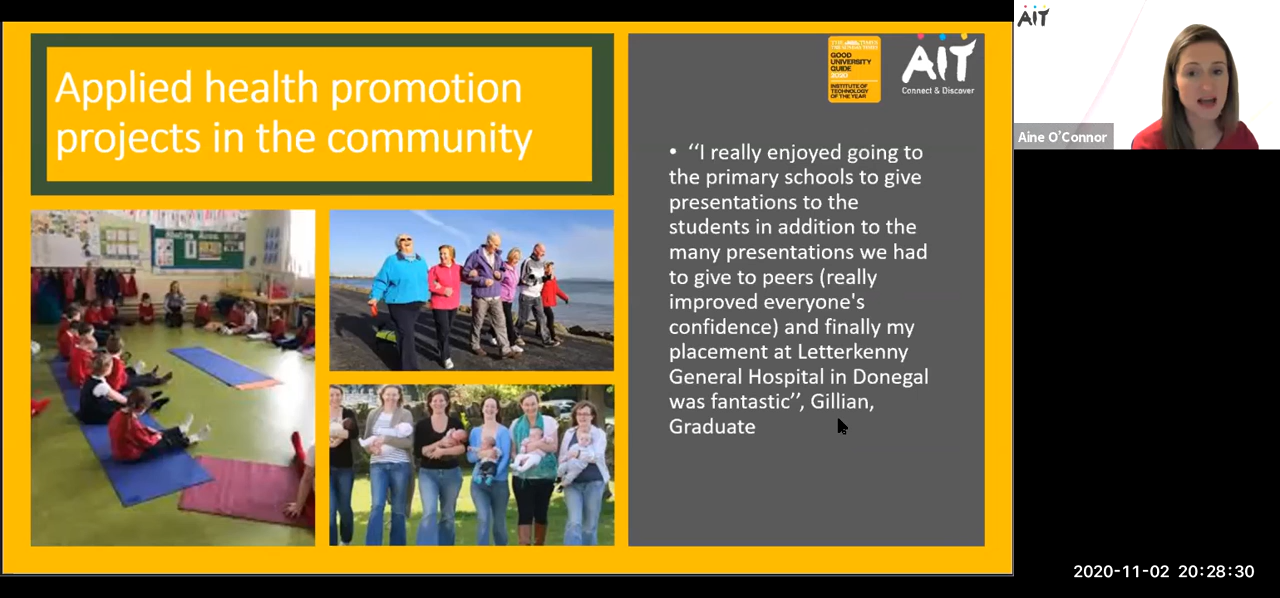 Applied health promotion
projects in the community
GOOD
UNIVERSITY
GUIDE
2020
INSTITUTE OF
TECHNOLOGY
OF THE YEAR
AIT
Connect & Discover
• ‘‘I really enjoyed going to
the primary schools to give
presentations to the
students in addition to the
many presentations we had
to give to peers (really
improved everyone's
confidence) and finally my
placement at Letterkenny
General Hospital in Donegal
was fantastic’’, Gillian,
Graduate
AIT
Aine O’Connor
2020-11-02 20:28:30